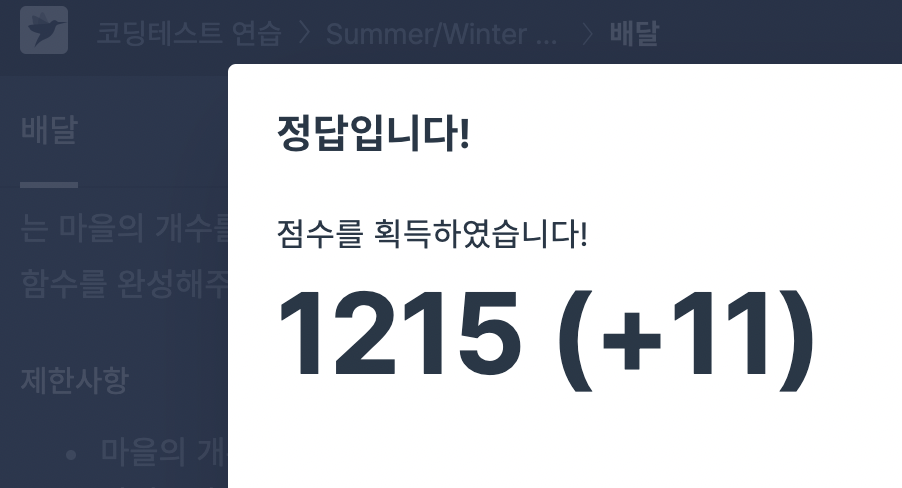 코딩테스트 연습 > Summer/Winter ... > 배달
배달
정답입니다!
는 마을의 개수를
점수를 획득하였습니다!
함수를 완성해주
1215 (+11)
제한사항
• 마을의 개